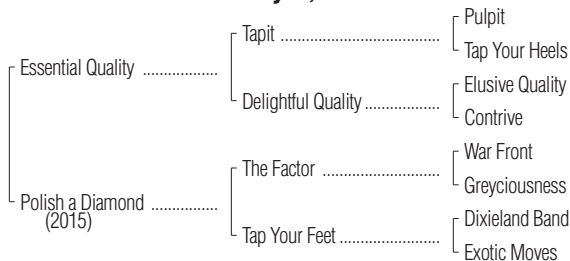 Tapit ........................................
Pulpit
Tap Your Heels
Essential Quality ..................
Delightful Quality ...................
Elusive Quality
Contrive
The Factor ..............................
War Front
Greyciousness
Polish a Diamond ................
(2015)
Tap Your Feet .........................
Dixieland Band
Exotic Moves